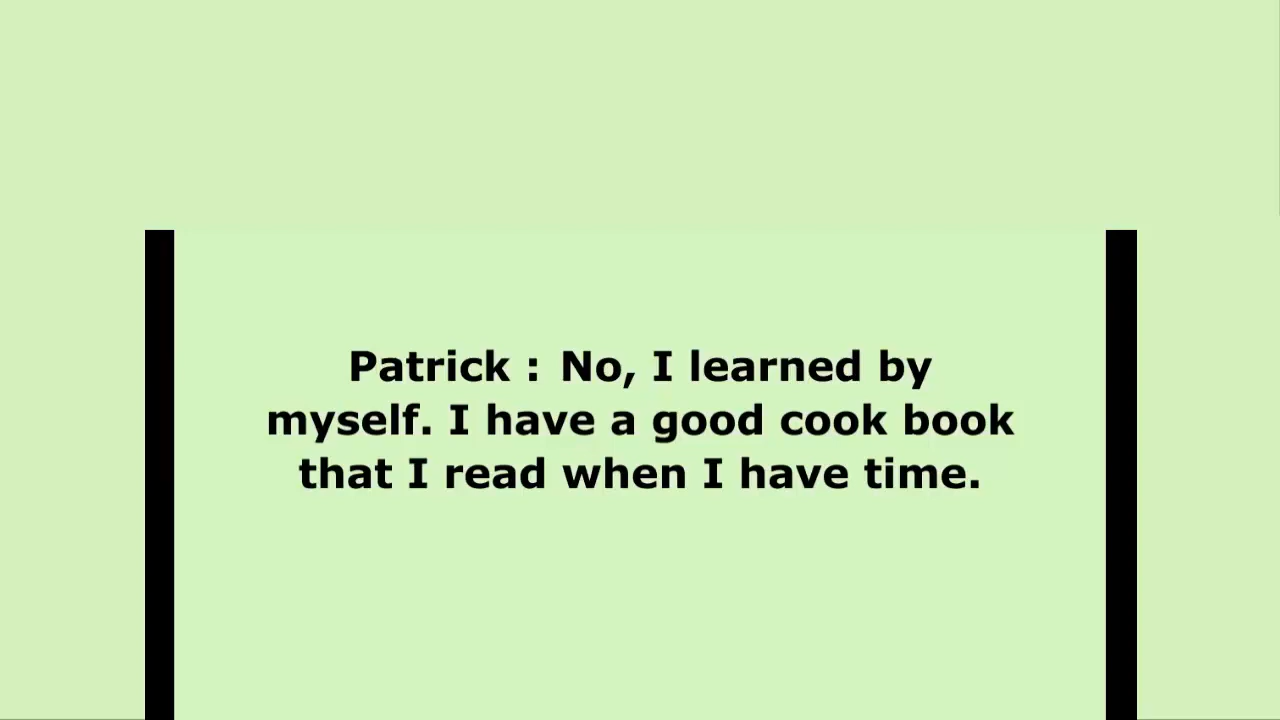 Patrick : No, I learned by
myself. I have a good cook book
that I read when I have time.